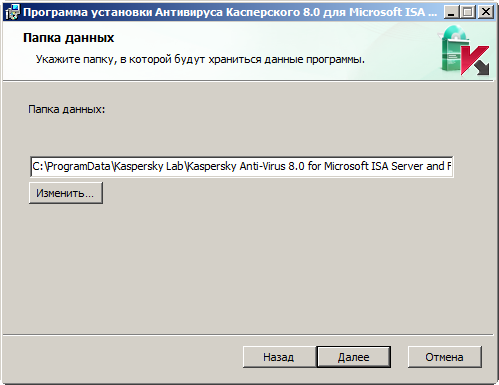 Программа установки Антивируса Касперского 8.0 для Microsoft ISA ...
Папка данных
Укажите папку, в которой будут храниться данные программы.
Папка данных:
C:\ProgramData\Kaspersky Lab\Kaspersky Anti-Virus 8.0 for Microsoft ISA Server and F
Изменить...
Назад
Далее
Отмена